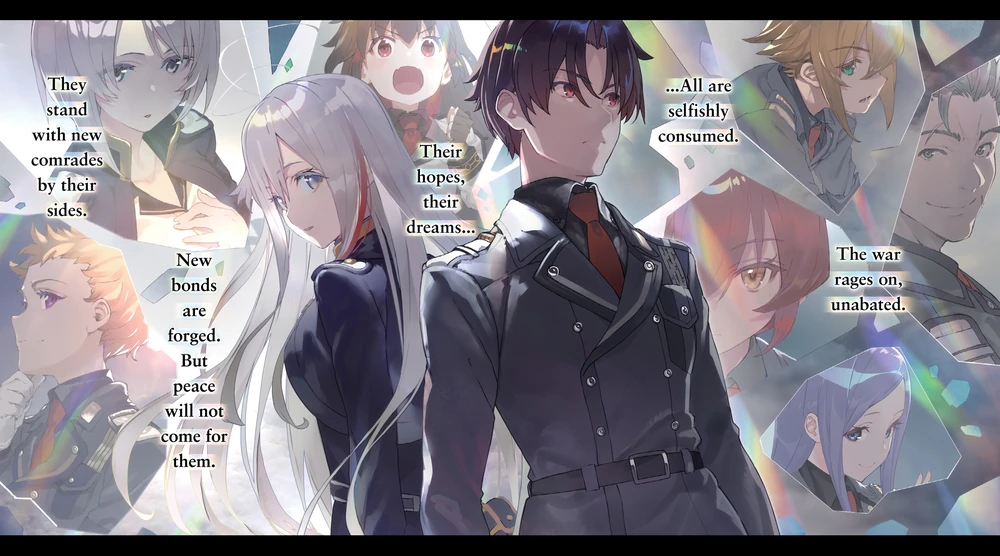 They
stand
with new
comrades
by their
sides.
New
bonds
are
forged.
But
peace
will not
come for
them.
Their
hopes,
their
dreams...
...All are
selfishly
consumed.
The war
rages on,
unabated.